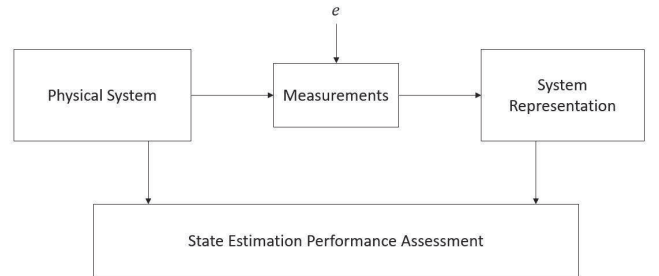 e
Physical System
Measurements
System
Representation
State Estimation Performance Assessment